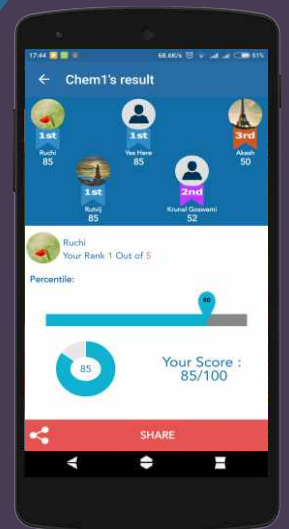 17:44 68.6K/s 51%
Chem1's result
1st 1st 3rd
Ruchi Yes Here Akash
85 85 50
1st 2nd
Rutvij Krunal Goswami
85 52
Ruchi
Your Rank 1 Out of 5
Percentile:
80
85
Your Score :
85/100
SHARE